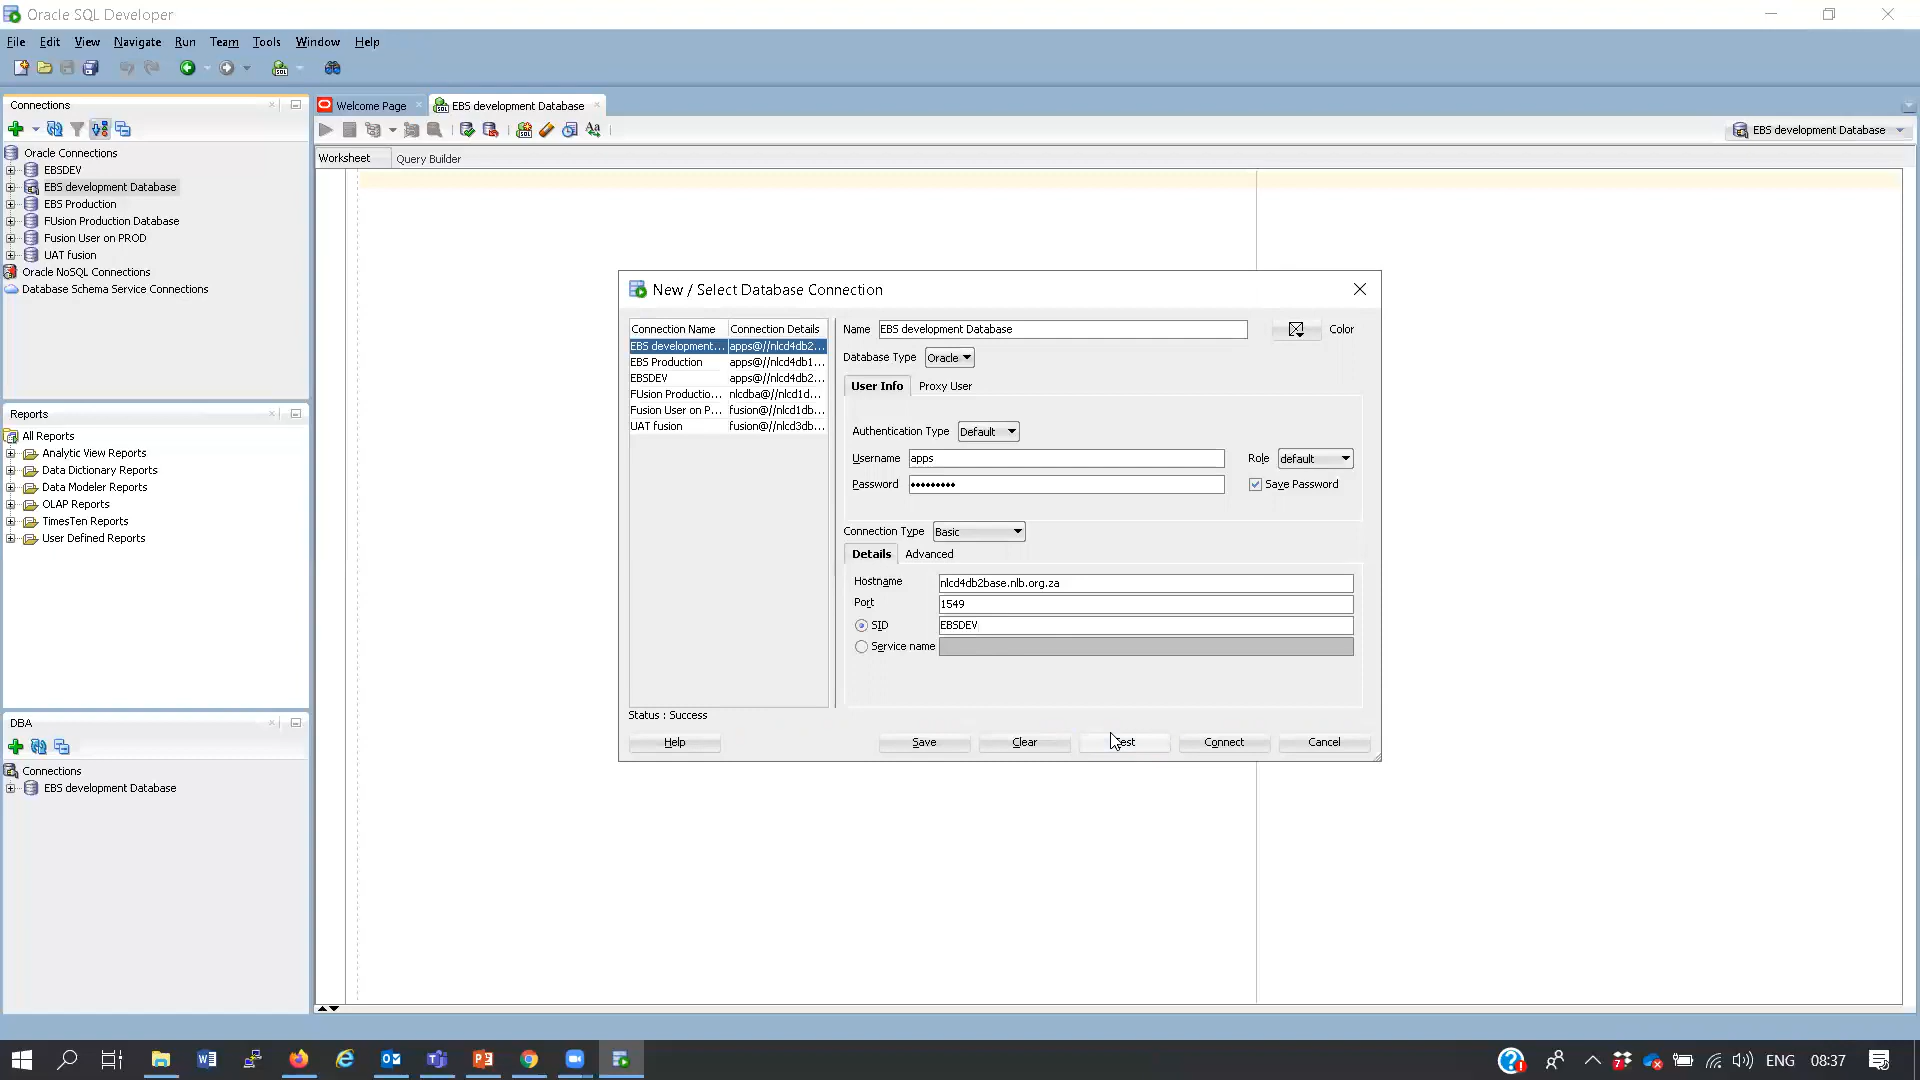 Oracle SQL Developer
File Edit View Navigate Run Team Tools Window Help
Connections
Oracle Connections
EBSDEV
EBS development Database
EBS Production
FUsion Production Database
Fusion User on PROD
UAT fusion
Oracle NoSQL Connections
Database Schema Service Connections
Reports
All Reports
Analytic View Reports
Data Dictionary Reports
Data Modeler Reports
OLAP Reports
TimesTen Reports
User Defined Reports
DBA
Connections
EBS development Database
Welcome Page EBS development Database
EBS development Database
Worksheet Query Builder
New / Select Database Connection
Connection Name Connection Details
EBS development... apps@//nlcd4db2...
EBS Production apps@//nlcd4db1...
EBSDEV apps@//nlcd4db2...
FUsion Productio... nlcdba@//nlcd1d...
Fusion User on P... fusion@//nlcd1db...
UAT fusion fusion@//nlcd3db...
Name EBS development Database Color
Database Type Oracle
User Info Proxy User
Authentication Type Default
Username apps Role default
Password ••••••••• Save Password
Connection Type Basic
Details Advanced
Hostname nlcd4db2base.nlb.org.za
Port 1549
SID EBSDEV
Service name
Status : Success
Help Save Clear Test Connect Cancel
ENG 08:37